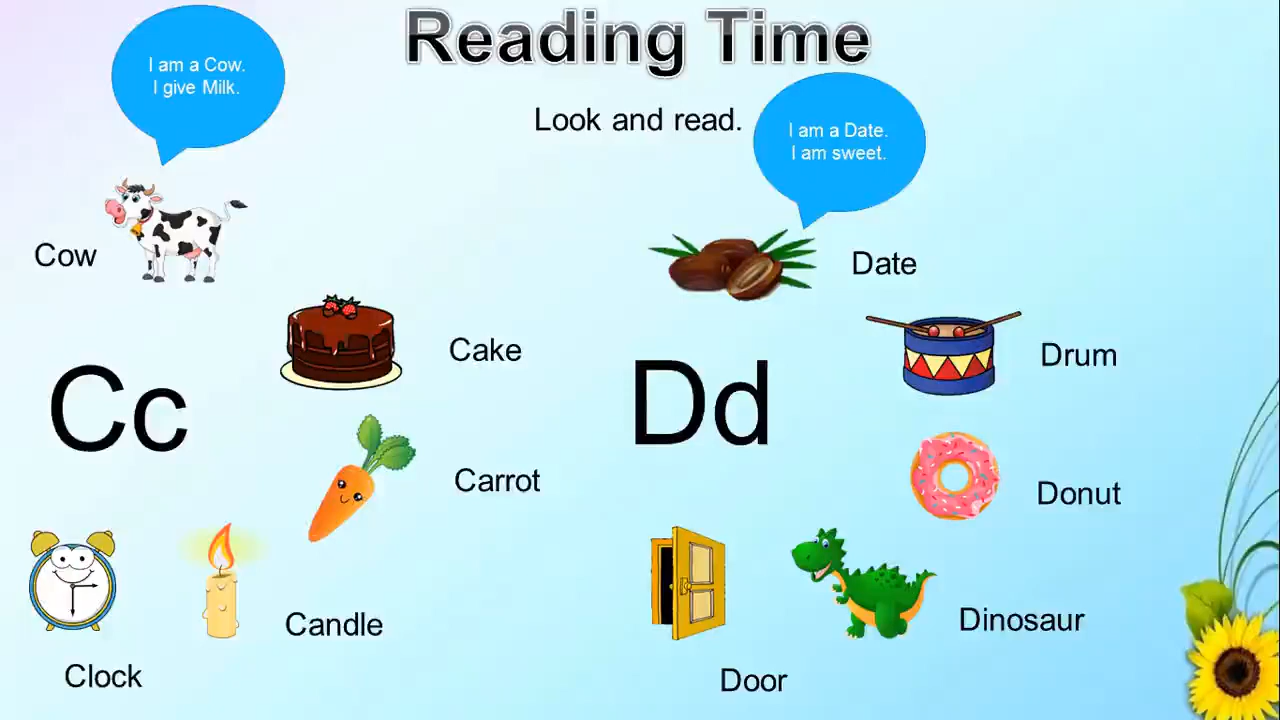 Reading Time
Look and read.
I am a Cow.
I give Milk.
Cow
Cake
Cc
Carrot
Candle
Clock
I am a Date.
I am sweet.
Date
Drum
Dd
Donut
Dinosaur
Door